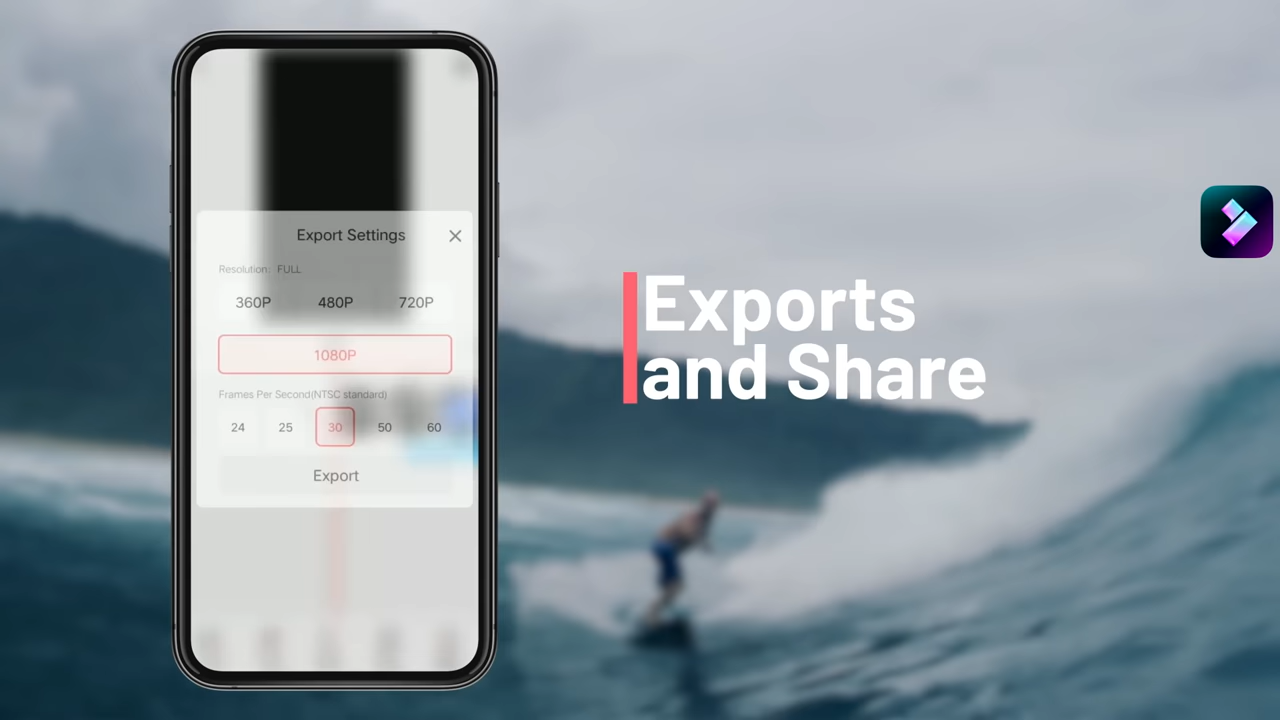 Export Settings
Resolution: FULL
360P 480P 720P
1080P
Frames Per Second(NTSC standard)
24 25 30 50 60
Export
Exports
and Share